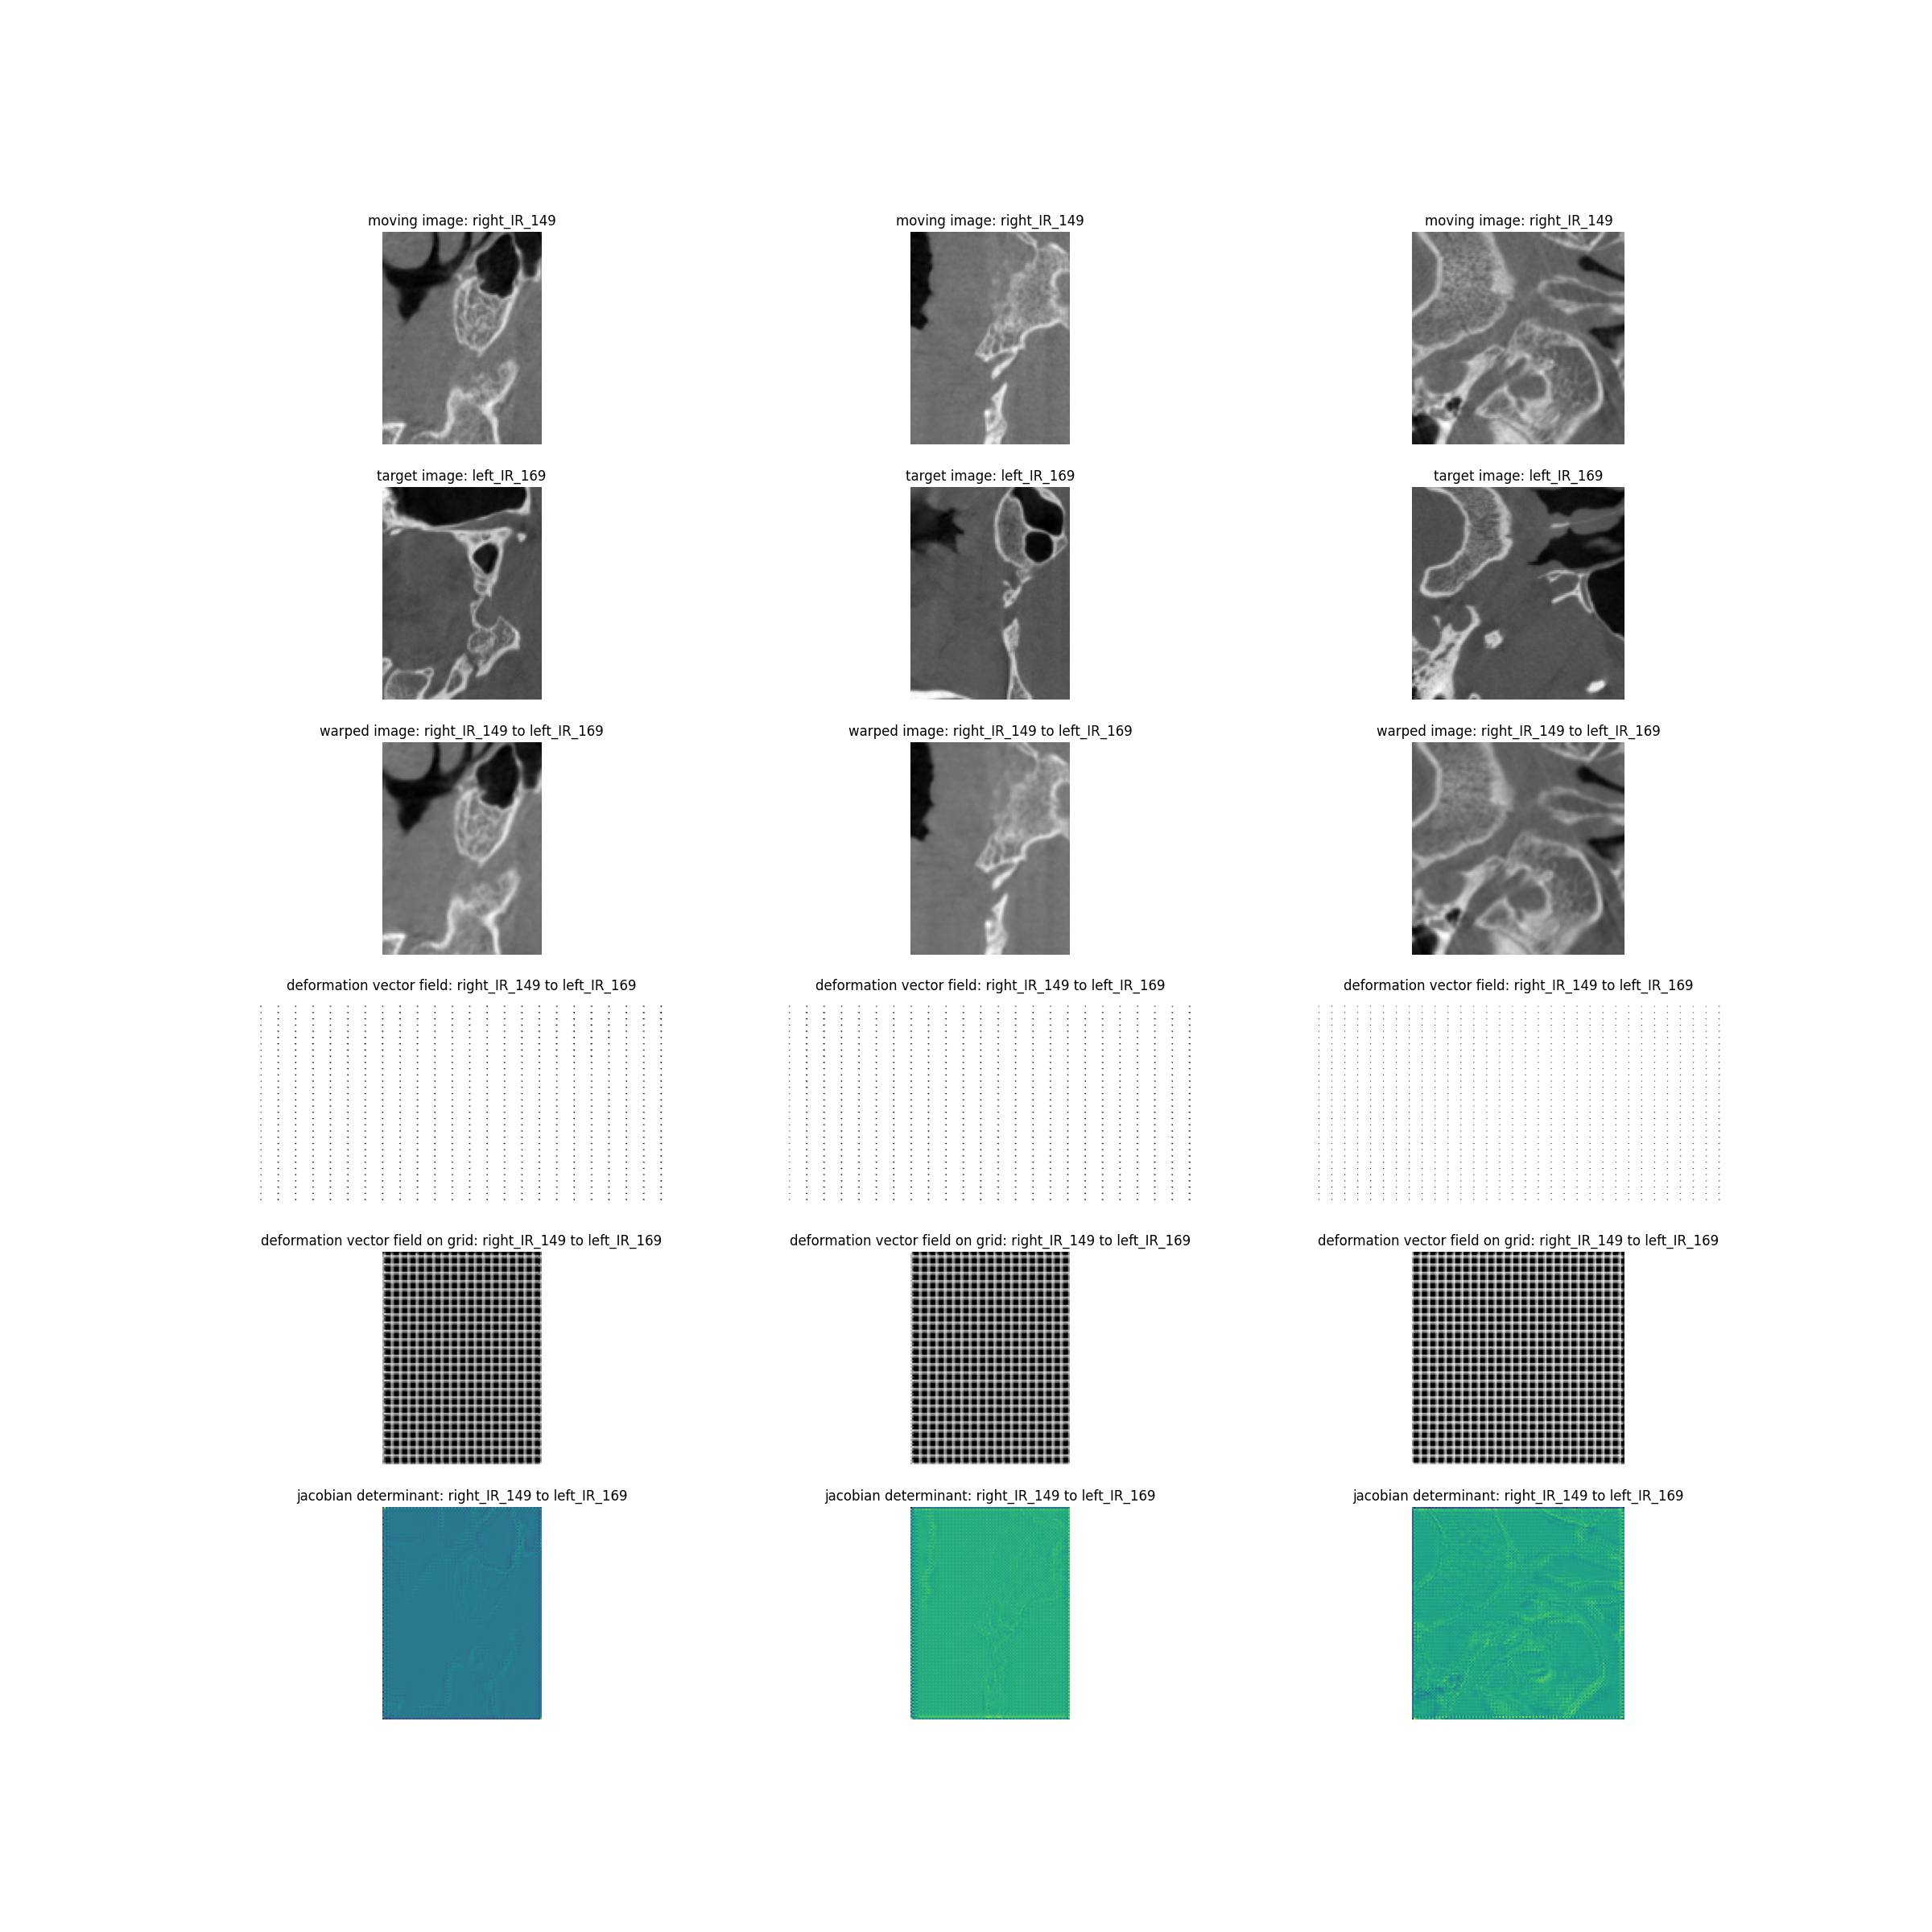 moving image: right_IR_149
moving image: right_IR_149
moving image: right_IR_149
target image: left_IR_169
target image: left_IR_169
target image: left_IR_169
warped image: right_IR_149 to left_IR_169
warped image: right_IR_149 to left_IR_169
warped image: right_IR_149 to left_IR_169
deformation vector field: right_IR_149 to left_IR_169
deformation vector field: right_IR_149 to left_IR_169
deformation vector field: right_IR_149 to left_IR_169
deformation vector field on grid: right_IR_149 to left_IR_169
deformation vector field on grid: right_IR_149 to left_IR_169
deformation vector field on grid: right_IR_149 to left_IR_169
jacobian determinant: right_IR_149 to left_IR_169
jacobian determinant: right_IR_149 to left_IR_169
jacobian determinant: right_IR_149 to left_IR_169